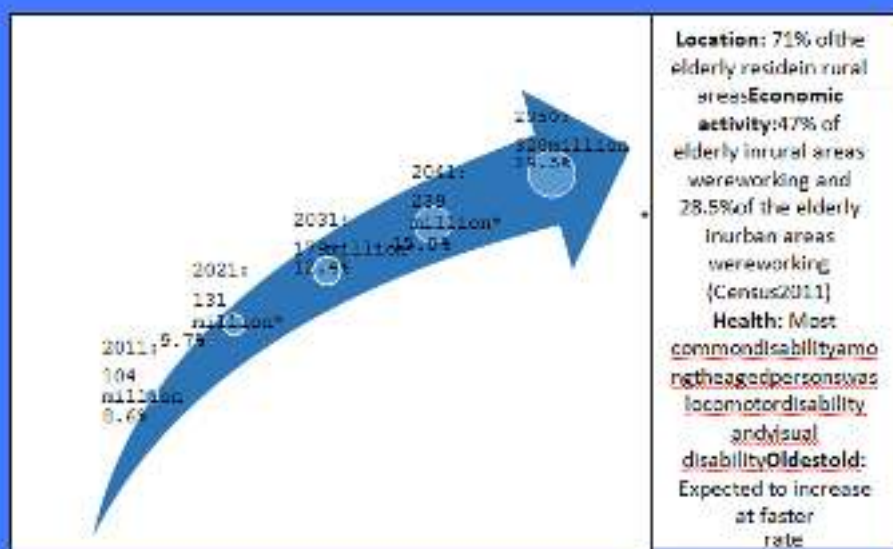 2011:
104
million
8.6%
2021:
131
million*
9.7%
2031:
million
2041:
239
million*
15.0%
2050:
million
19.5%
Location: 71% ofthe
elderly residein rural
areasEconomic
activity:47% of
elderly inrural areas
wereworking and
28.5%of the elderly
inurban areas
wereworking
(Census2011)
Health: Most
commondisabilityamo
ngtheagedpersonswas
locomotordisability
andvisual
disabilityOldestold:
Expected to increase
at faster
rate